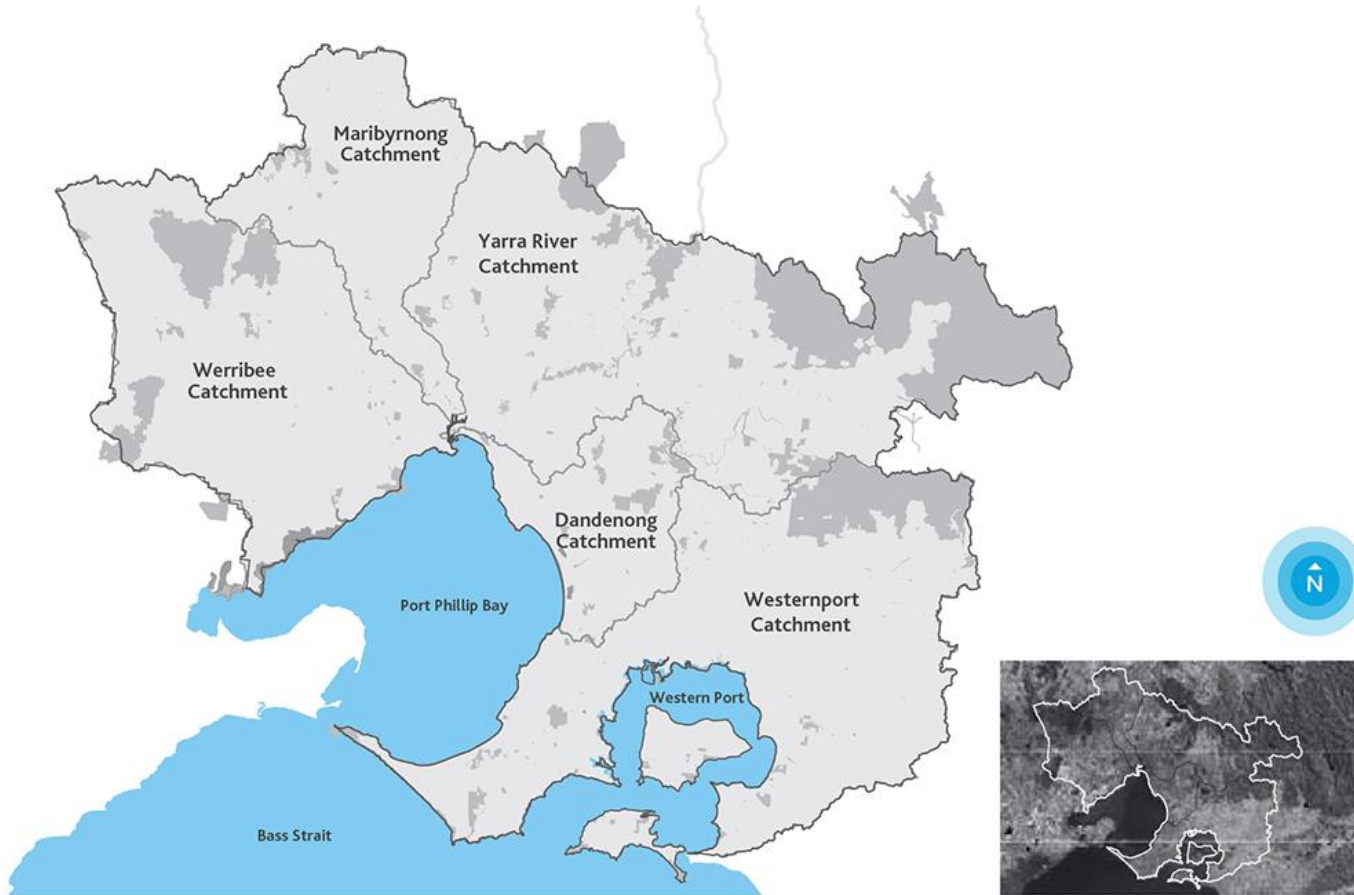 Maribyrnong
Catchment
Yarra River
Catchment
Werribee
Catchment
Dandenong
Catchment
Port Phillip Bay
Westernport
Catchment
N
Western Port
Bass Strait